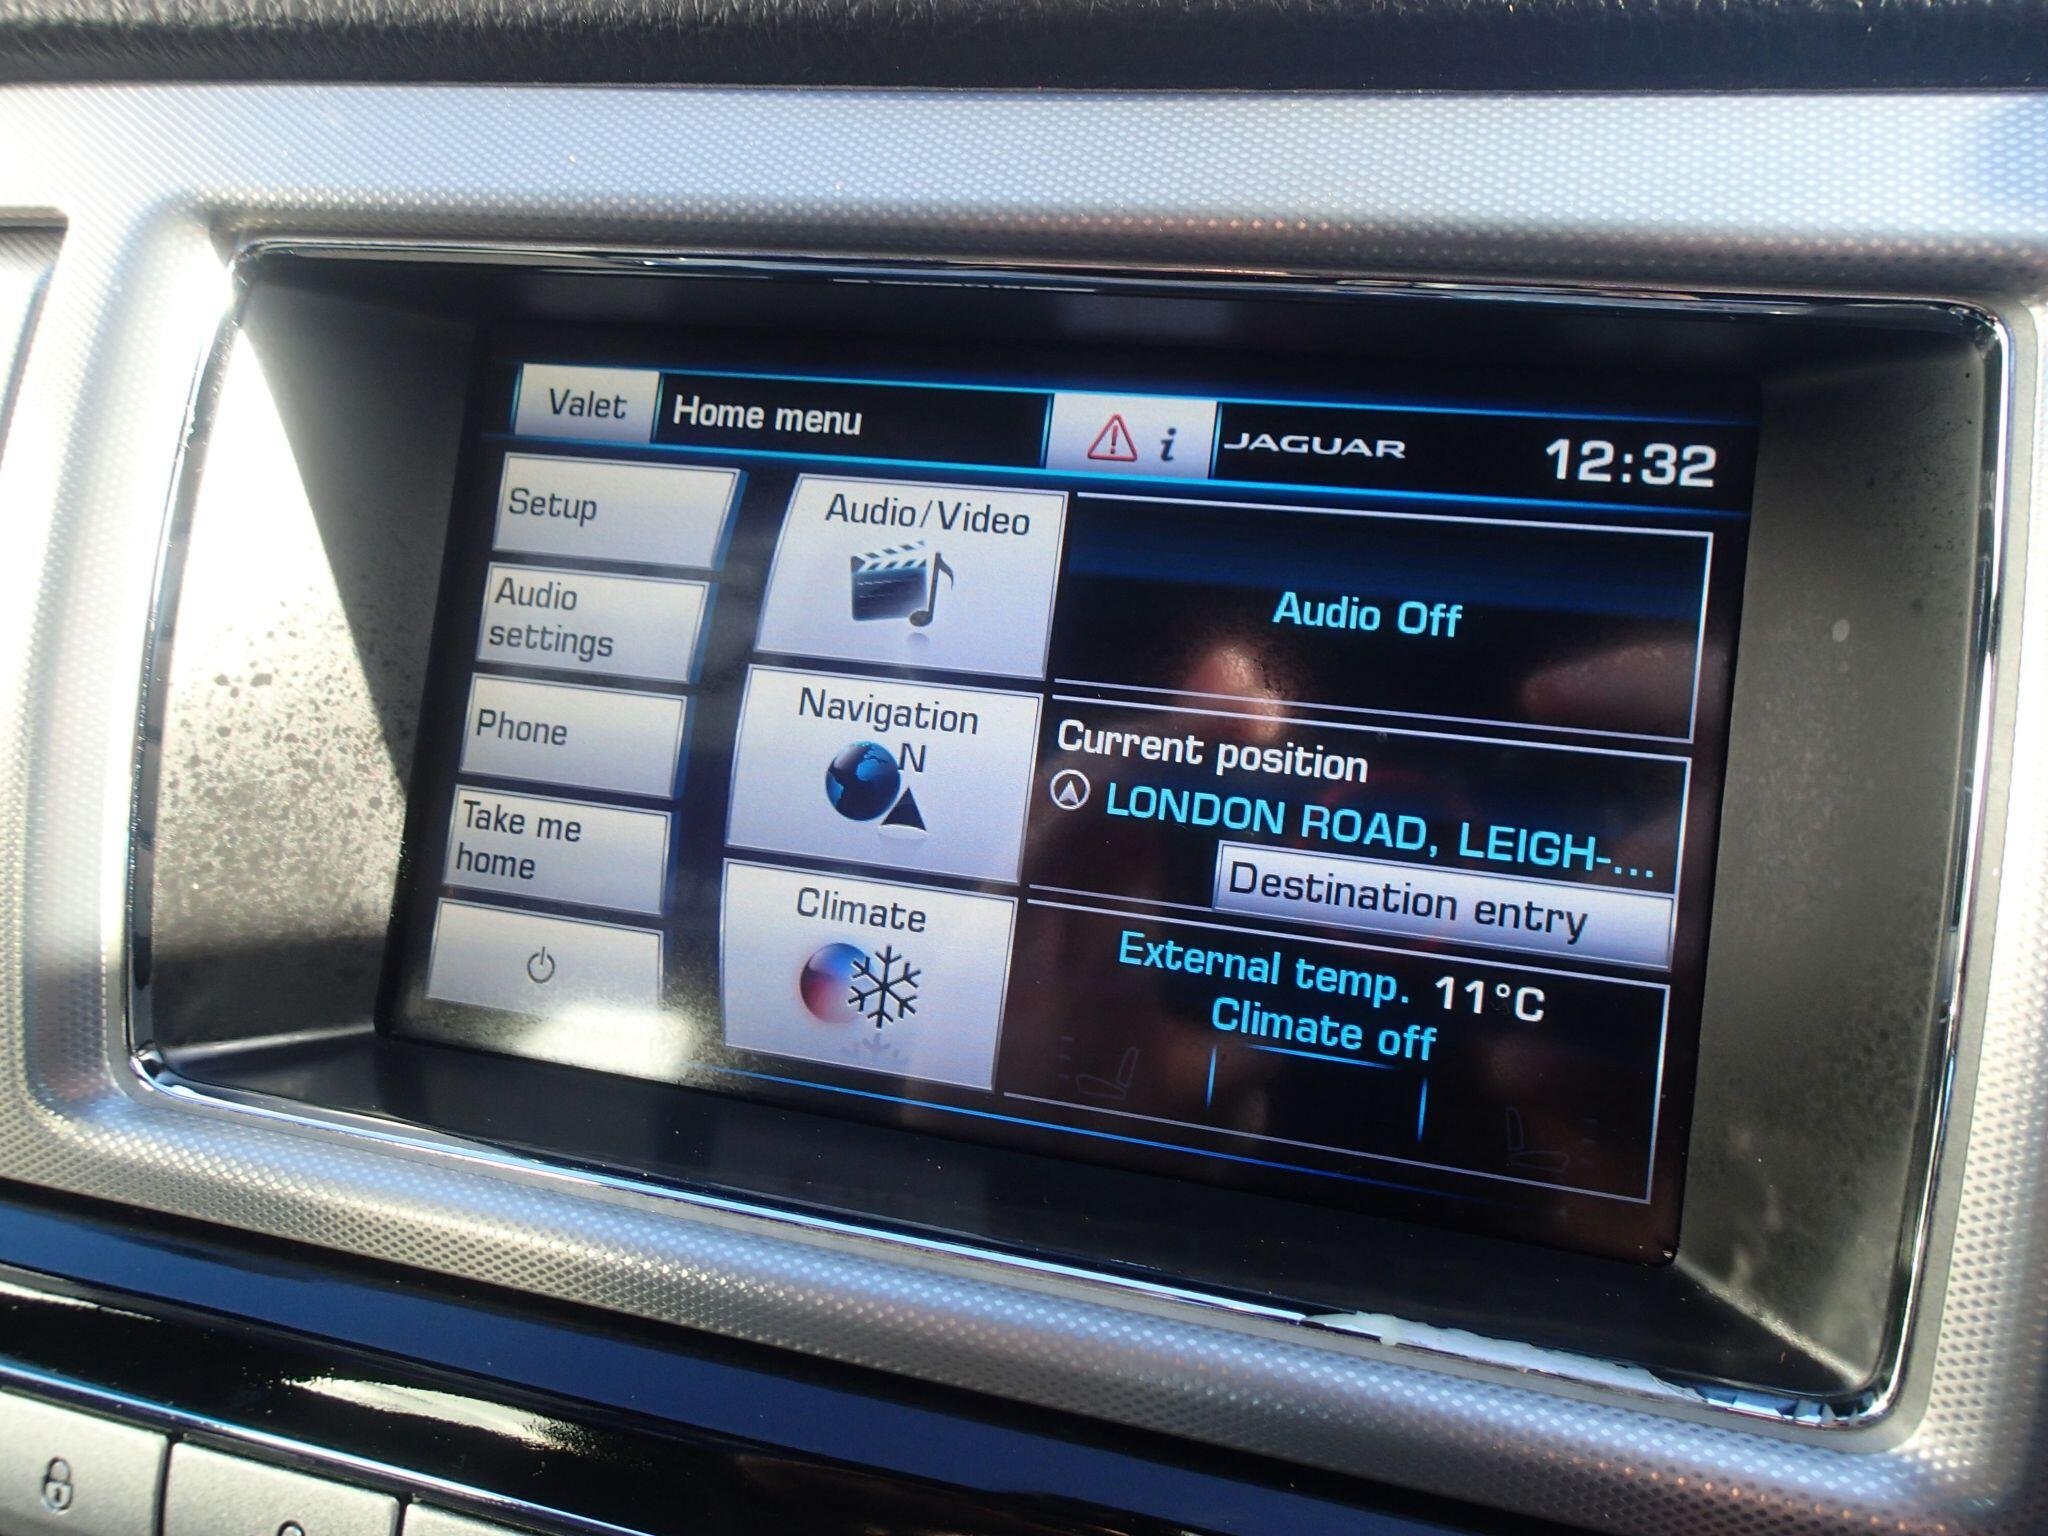 Valet
Home menu
i
JAGUAR
12:32
Setup
Audio
settings
Phone
Take me
home
Audio/Video
Audio Off
Navigation
N
Current position
LONDON ROAD, LEIGH-...
Destination entry
Climate
External temp. 11°C
Climate off